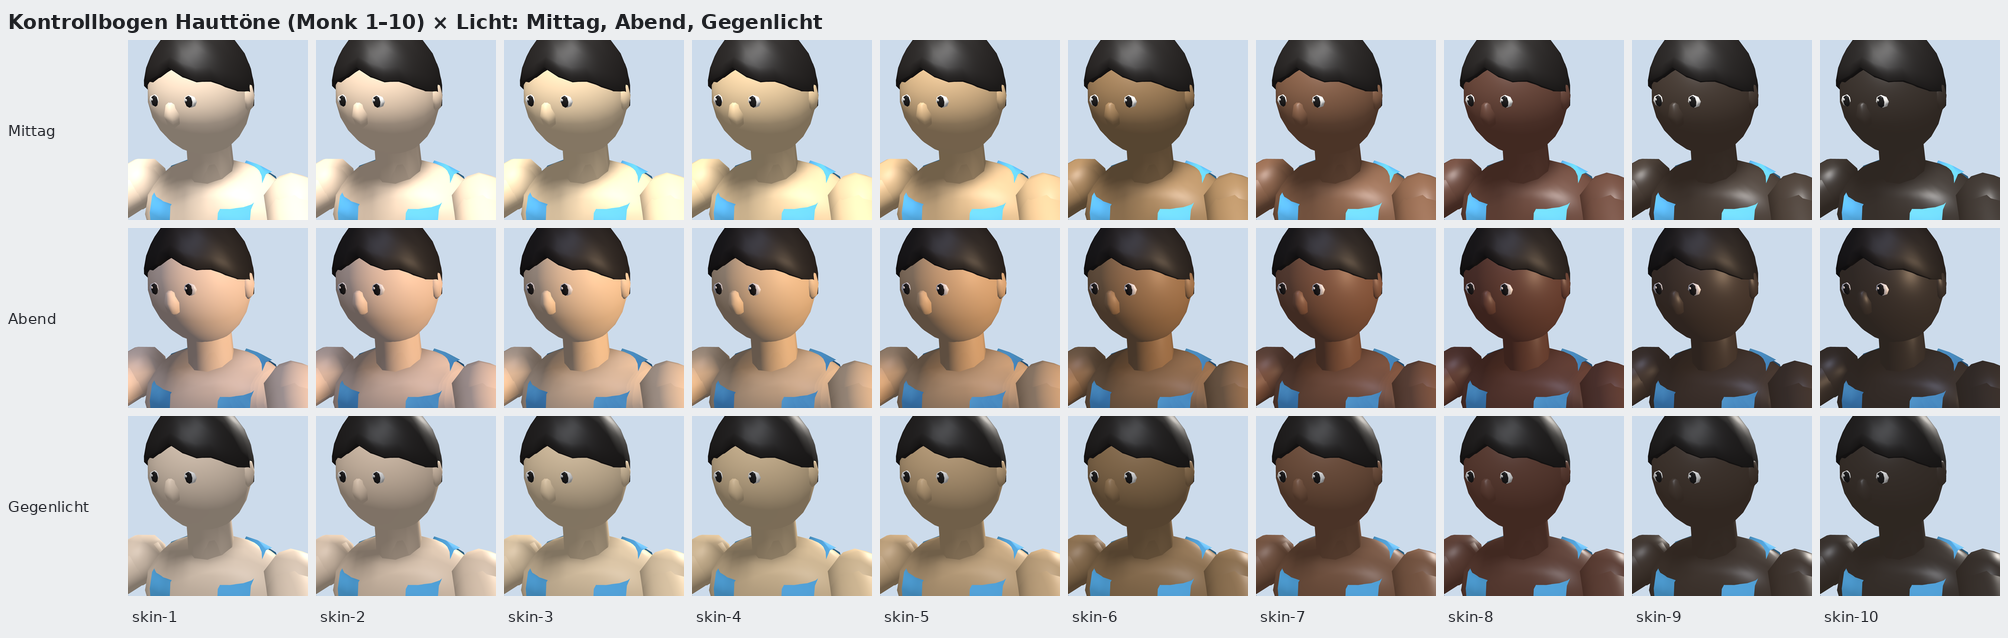 Kontrollbogen Hauttöne (Monk 1–10) × Licht: Mittag, Abend, Gegenlicht
Mittag
Abend
Gegenlicht
skin-1 skin-2 skin-3 skin-4 skin-5 skin-6 skin-7 skin-8 skin-9 skin-10